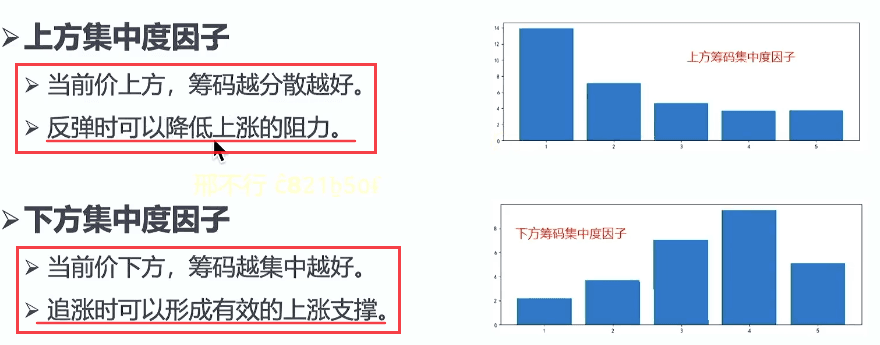 上方集中度因子
当前价上方，筹码越分散越好。
反弹时可以降低上涨的阻力。
14
12
10
8
6
4
2
0
上方筹码集中度因子
1 2 3 4 5
下方集中度因子
当前价下方，筹码越集中越好。
追涨时可以形成有效的上涨支撑。
8
6
4
2
0
下方筹码集中度因子
1 2 3 4 5